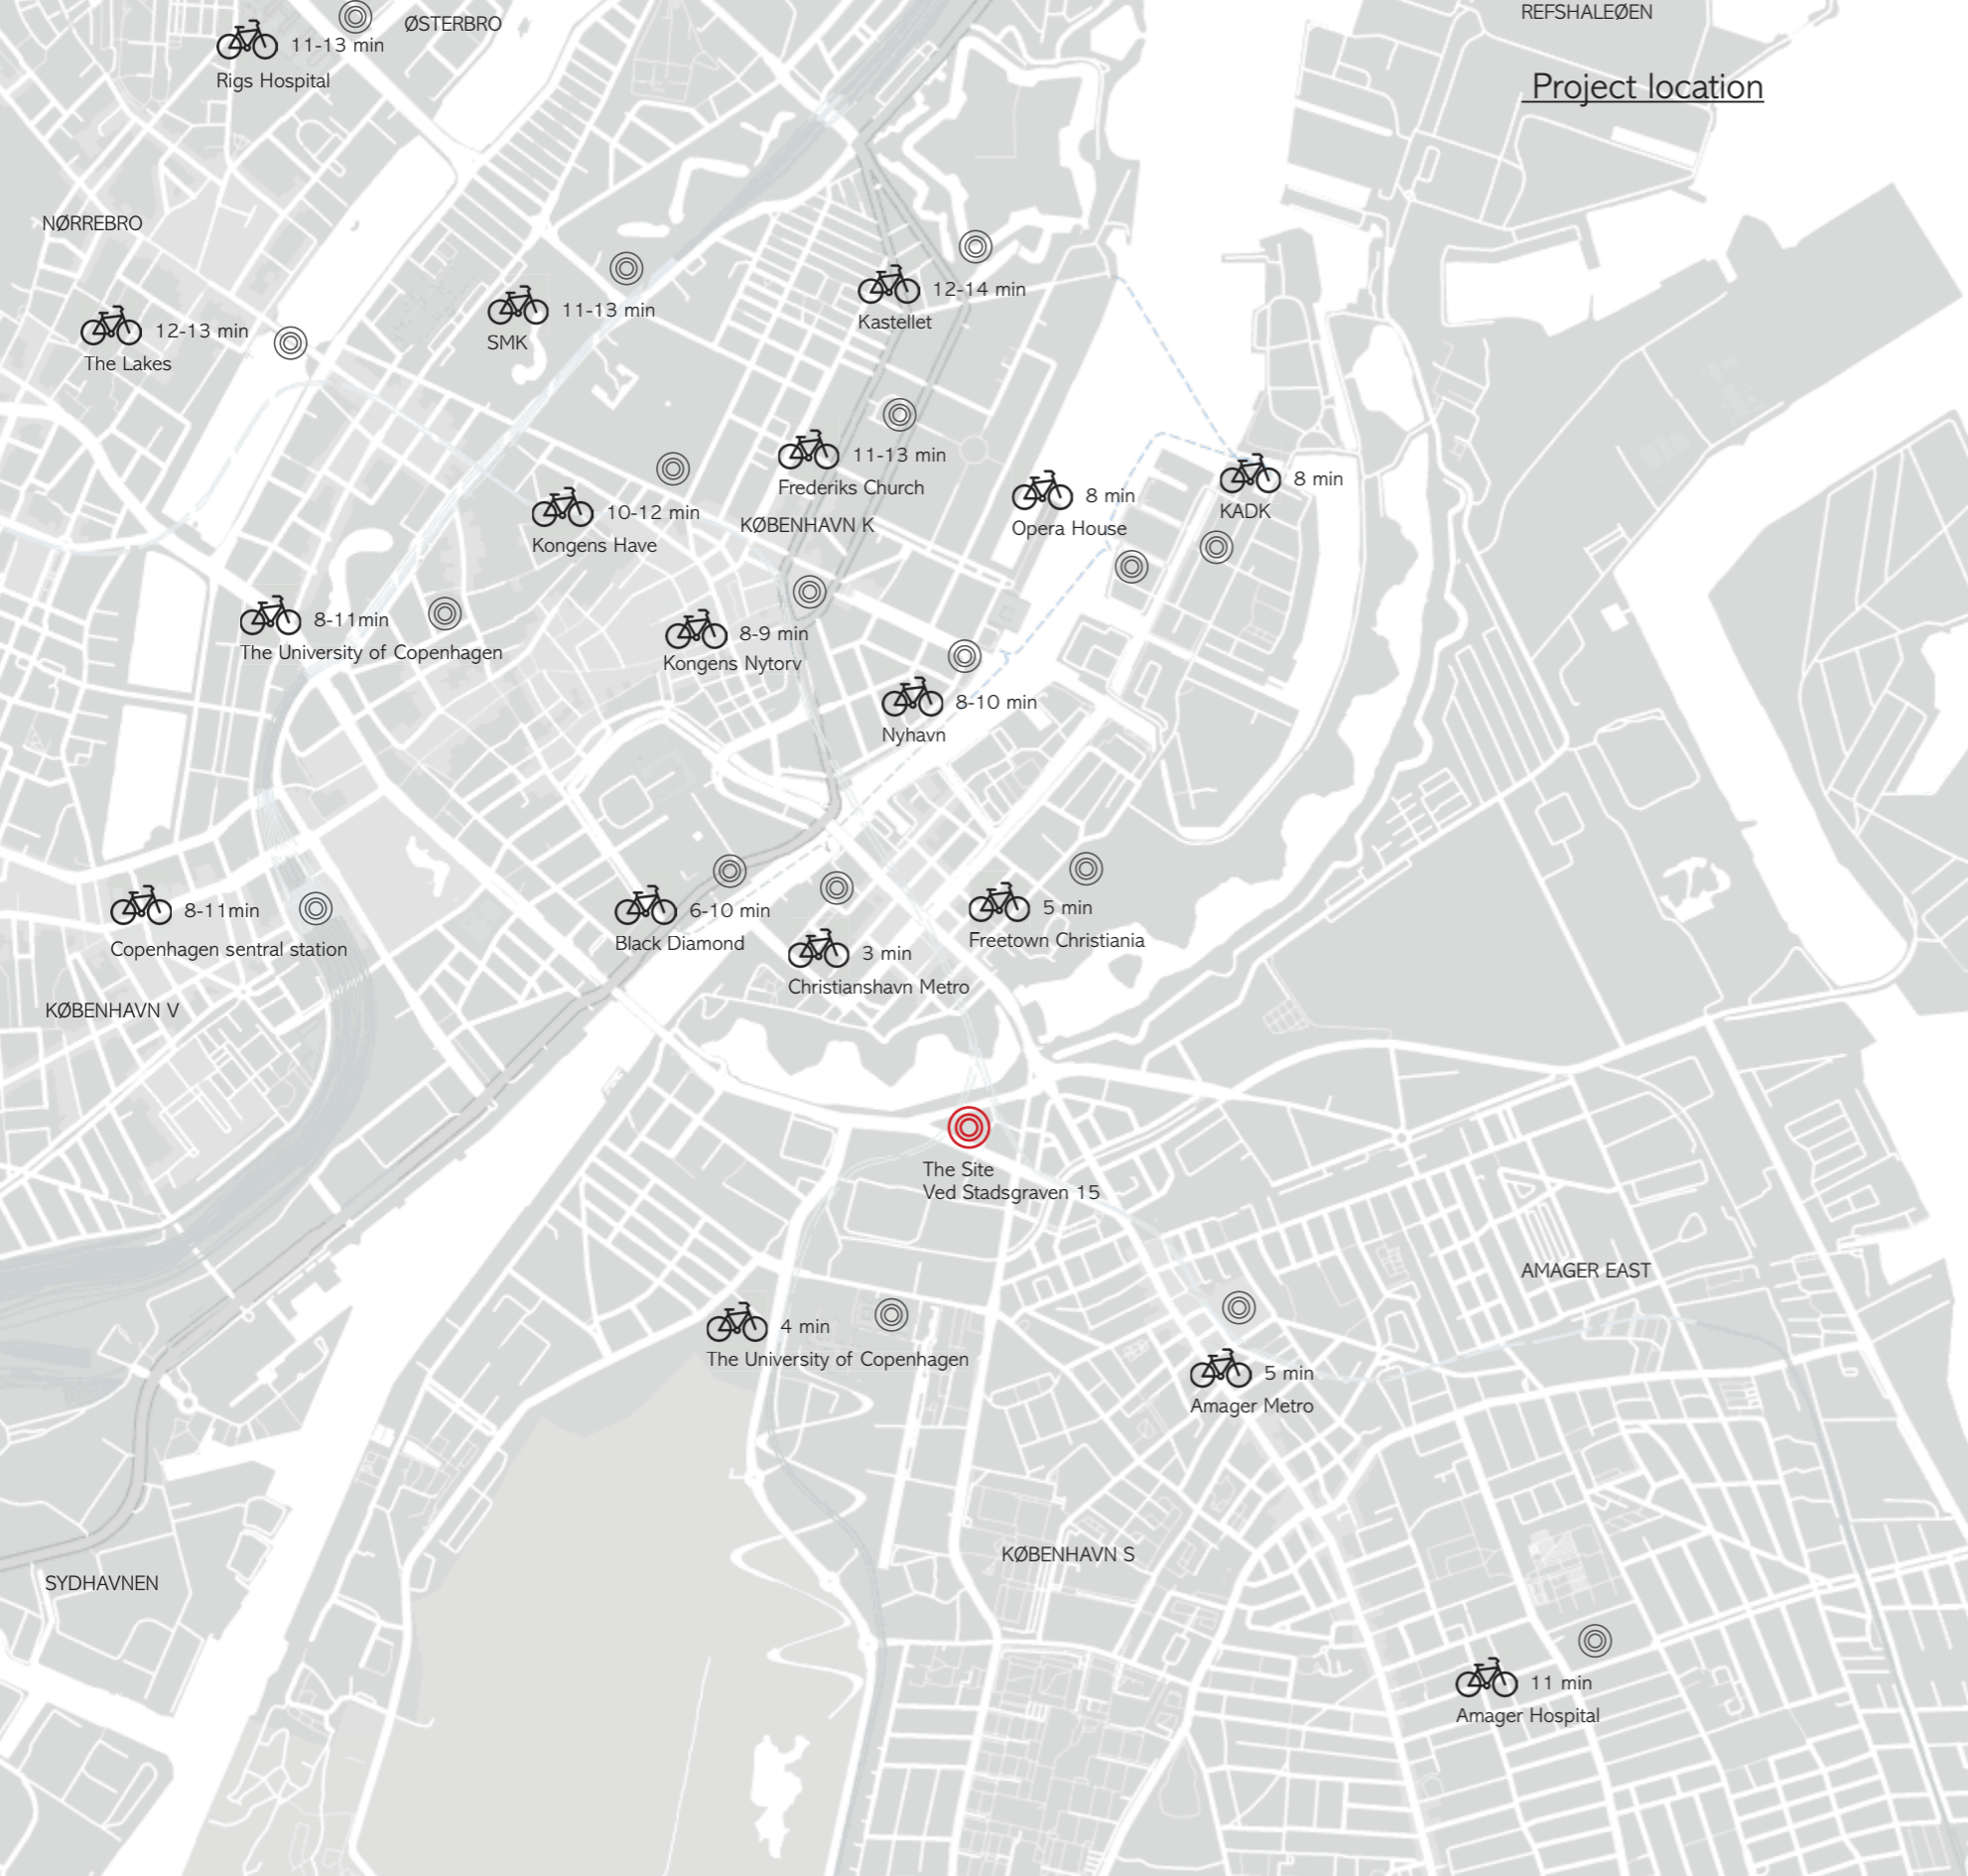 REFSHALEØEN
ØSTERBRO
11-13 min
Rigs Hospital
Project location
NØRREBRO
12-13 min
The Lakes
11-13 min
SMK
12-14 min
Kastellet
11-13 min
Frederiks Church
10-12 min
Kongens Have
KØBENHAVN K
8 min
Opera House
8 min
KADK
8-11min
The University of Copenhagen
8-9 min
Kongens Nytorv
8-10 min
Nyhavn
8-11min
Copenhagen sentral station
6-10 min
Black Diamond
3 min
Christianshavn Metro
5 min
Freetown Christiania
KØBENHAVN V
The Site
Ved Stadsgraven 15
AMAGER EAST
4 min
The University of Copenhagen
5 min
Amager Metro
KØBENHAVN S
SYDHAVNEN
11 min
Amager Hospital